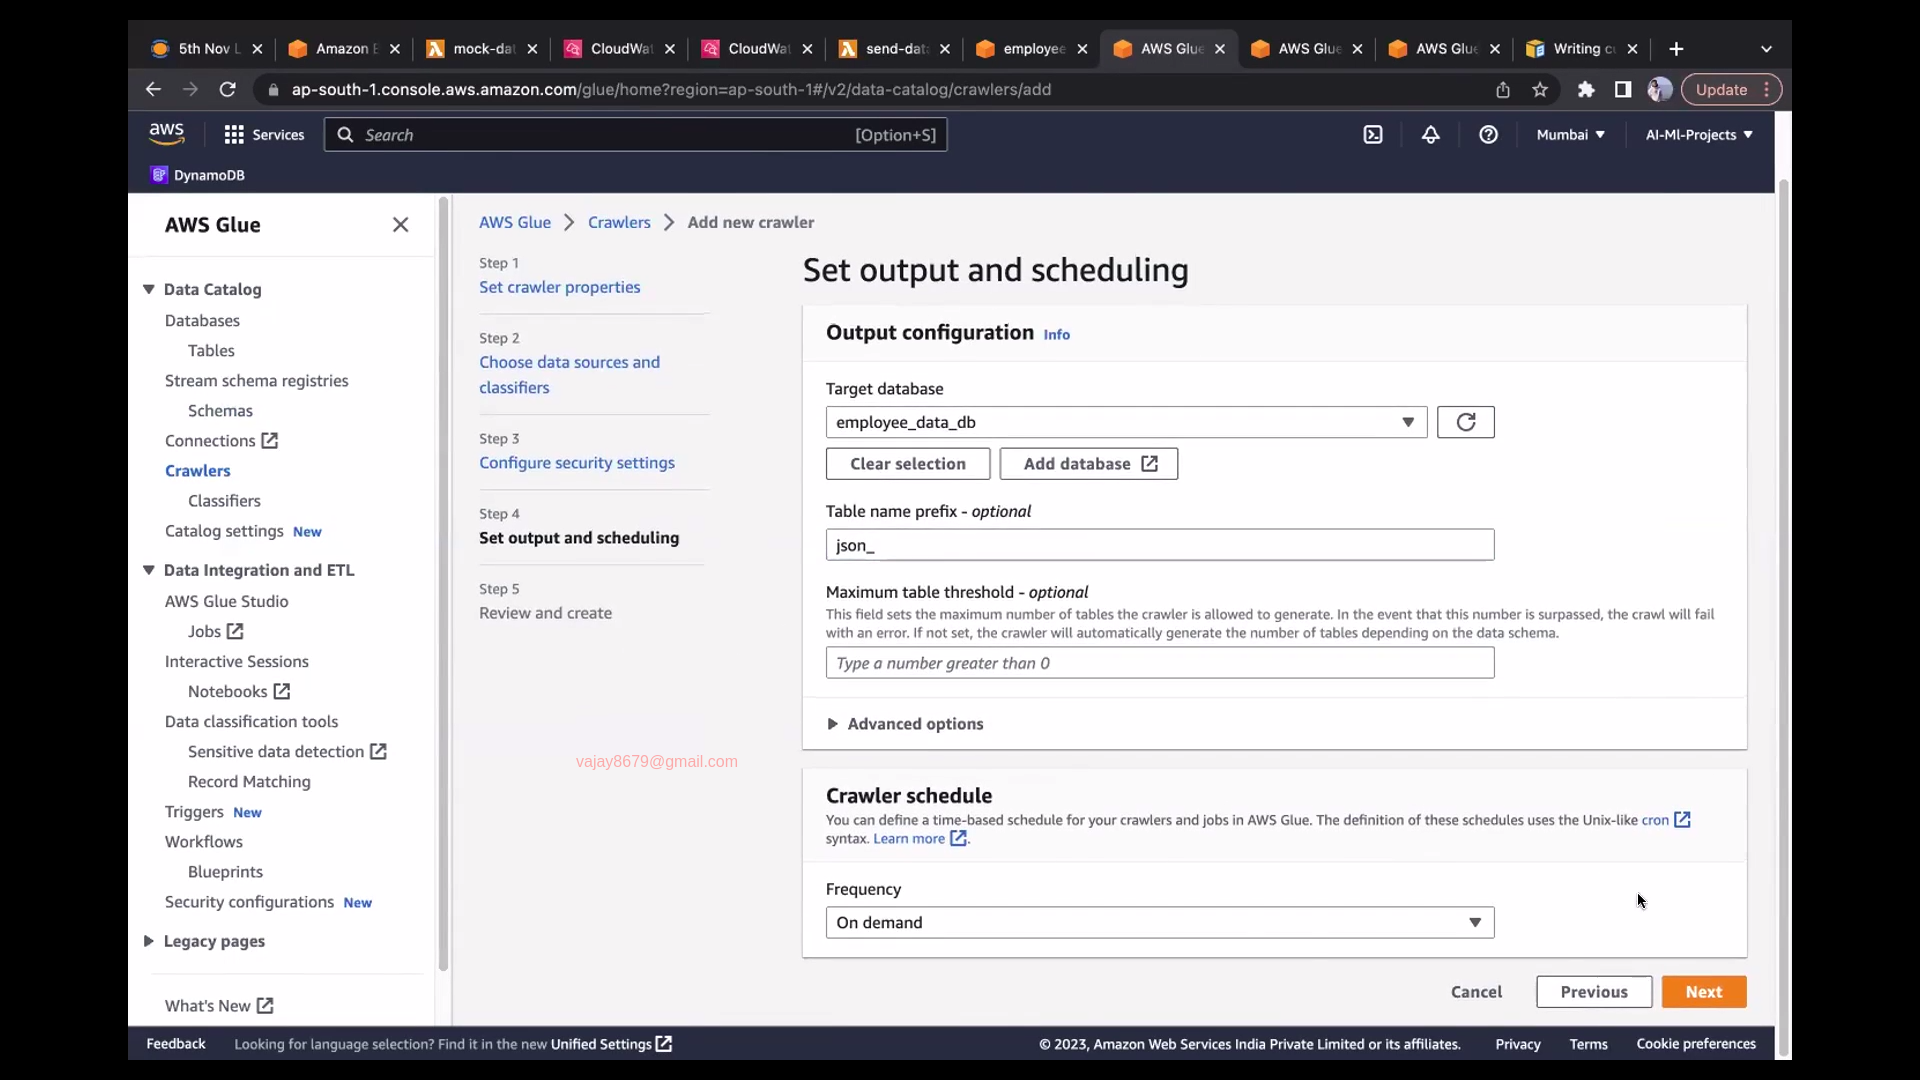 5th Nov L
Amazon E
mock-dat
CloudWat
CloudWat
send-data
employee
AWS Glue
AWS Glue
AWS Glue
Writing cu
ap-south-1.console.aws.amazon.com/glue/home?region=ap-south-1#/v2/data-catalog/crawlers/add
Update
aws
Services
Search
[Option+S]
Mumbai
AI-Ml-Projects
DynamoDB
AWS Glue
Data Catalog
Databases
Tables
Stream schema registries
Schemas
Connections
Crawlers
Classifiers
Catalog settings New
Data Integration and ETL
AWS Glue Studio
Jobs
Interactive Sessions
Notebooks
Data classification tools
Sensitive data detection
Record Matching
Triggers New
Workflows
Blueprints
Security configurations New
Legacy pages
What's New
AWS Glue
Crawlers
Add new crawler
Step 1
Set crawler properties
Step 2
Choose data sources and
classifiers
Step 3
Configure security settings
Step 4
Set output and scheduling
Step 5
Review and create
vajay8679@gmail.com
Set output and scheduling
Output configuration Info
Target database
employee_data_db
Clear selection
Add database
Table name prefix - optional
json_
Maximum table threshold - optional
This field sets the maximum number of tables the crawler is allowed to generate. In the event that this number is surpassed, the crawl will fail
with an error. If not set, the crawler will automatically generate the number of tables depending on the data schema.
Type a number greater than 0
Advanced options
Crawler schedule
You can define a time-based schedule for your crawlers and jobs in AWS Glue. The definition of these schedules uses the Unix-like cron
syntax. Learn more .
Frequency
On demand
Cancel
Previous
Next
Feedback
Looking for language selection? Find it in the new Unified Settings
© 2023, Amazon Web Services India Private Limited or its affiliates.
Privacy
Terms
Cookie preferences